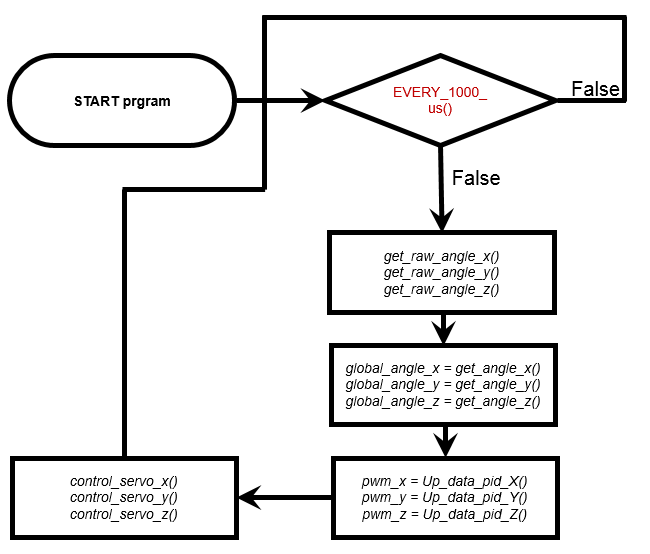 START prgram
EVERY_1000_
us()
False
False
get_raw_angle_x()
get_raw_angle_y()
get_raw_angle_z()
global_angle_x = get_angle_x()
global_angle_y = get_angle_y()
global_angle_z = get_angle_z()
control_servo_x()
control_servo_y()
control_servo_z()
pwm_x = Up_data_pid_X()
pwm_y = Up_data_pid_Y()
pwm_z = Up_data_pid_Z()